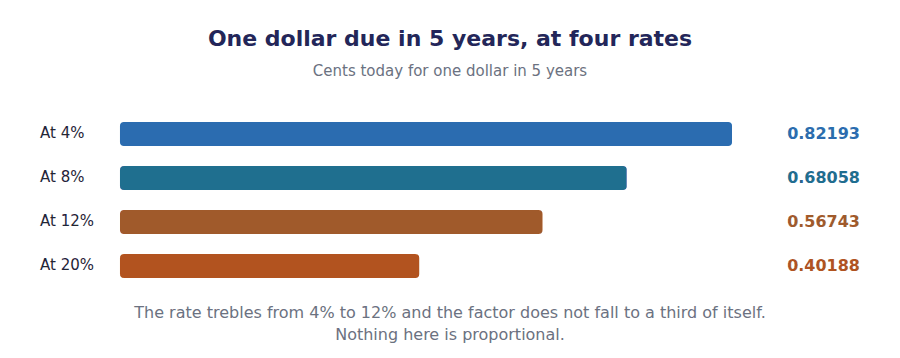 One dollar due in 5 years, at four rates
Cents today for one dollar in 5 years
At 4% 0.82193
At 8% 0.68058
At 12% 0.56743
At 20% 0.40188
The rate trebles from 4% to 12% and the factor does not fall to a third of itself.
Nothing here is proportional.